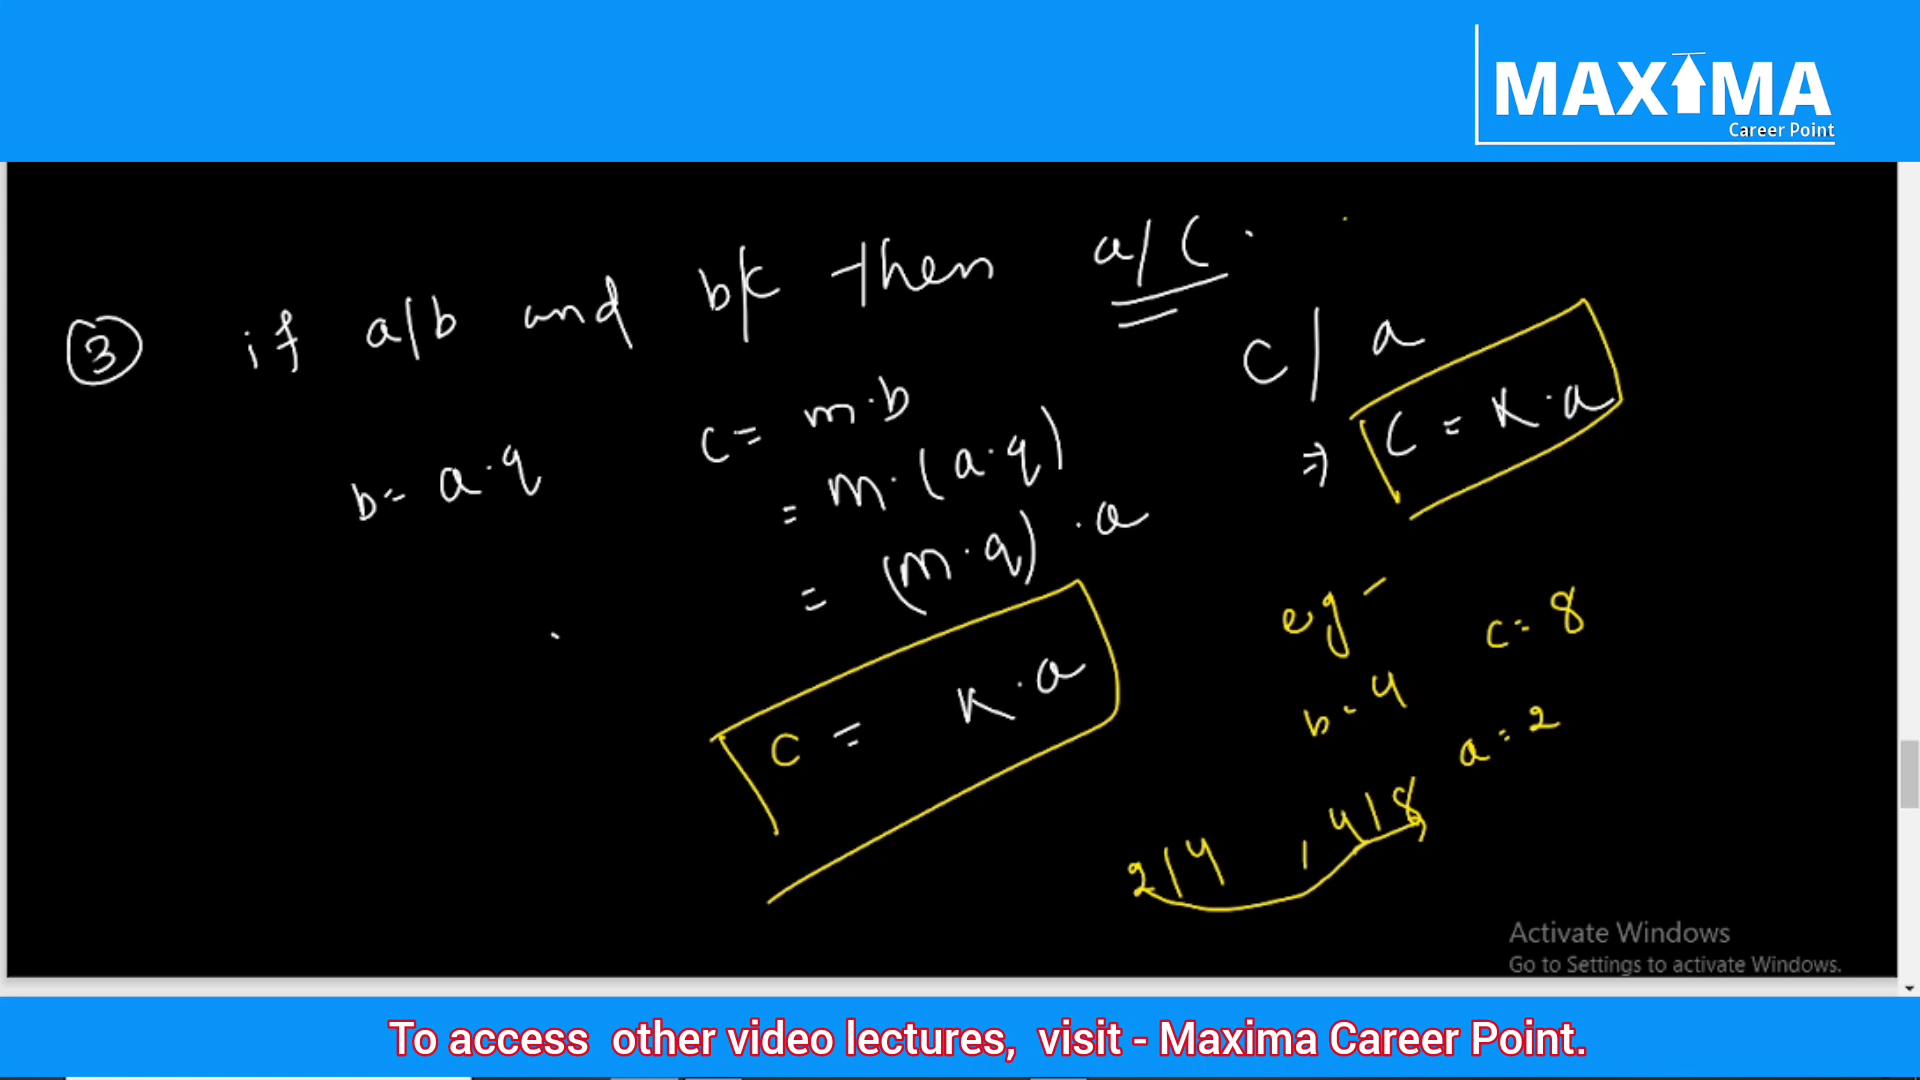 MAXIMA
Career Point
③ if a/b and b/c then a/c.
c | a
c = m·b
⇒ c = k·a
b = a·q
= m·(a·q)
= (m·q)·a
c = k·a
eg -
c = 8
b = 4
a = 2
2|4 , 4|8
Activate Windows
Go to Settings to activate Windows.
To access other video lectures, visit - Maxima Career Point.